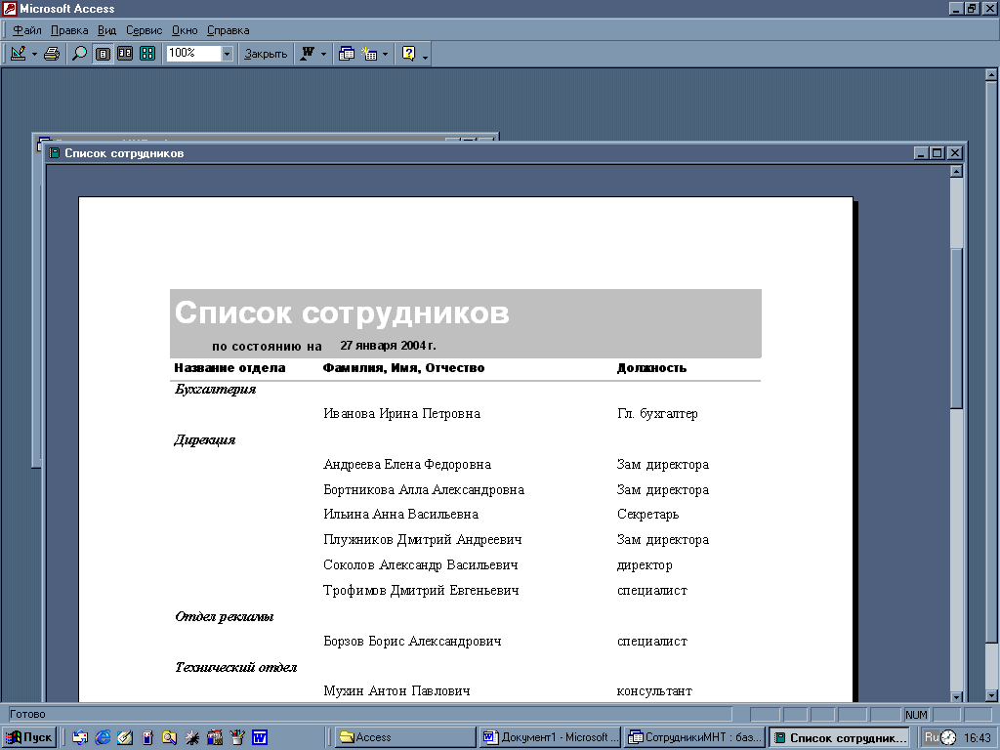 Microsoft Access
Файл Правка Вид Сервис Окно Справка
100% Закрыть
Список сотрудников
Список сотрудников
по состоянию на 27 января 2004 г.
Название отдела Фамилия, Имя, Отчество Должность
Бухгалтерия
Иванова Ирина Петровна Гл. бухгалтер
Дирекция
Андреева Елена Федоровна Зам директора
Бортникова Алла Александровна Зам директора
Ильина Анна Васильевна Секретарь
Плужников Дмитрий Андреевич Зам директора
Соколов Александр Васильевич директор
Трофимов Дмитрий Евгеньевич специалист
Отдел рекламы
Борзов Борис Александрович специалист
Технический отдел
Мухин Антон Павлович консультант
Готово NUM
Пуск Access Документ1 - Microsoft ... СотрудникиМНТ : баз... Список сотрудник... Ru 16:43